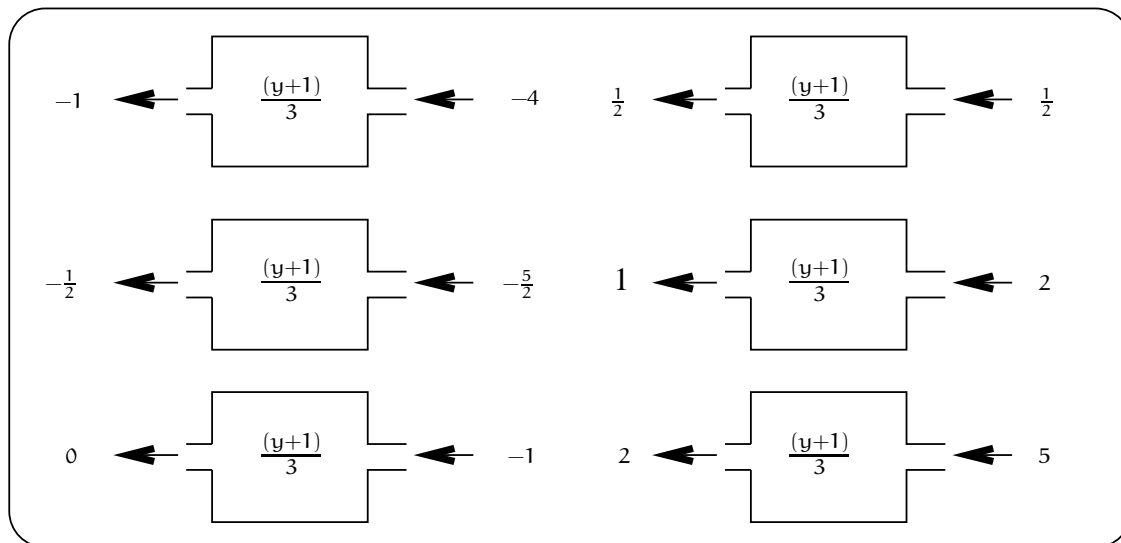 −1 (y+1)/3 −4 1/2 (y+1)/3 1/2
−1/2 (y+1)/3 −5/2 1 (y+1)/3 2
0 (y+1)/3 −1 2 (y+1)/3 5